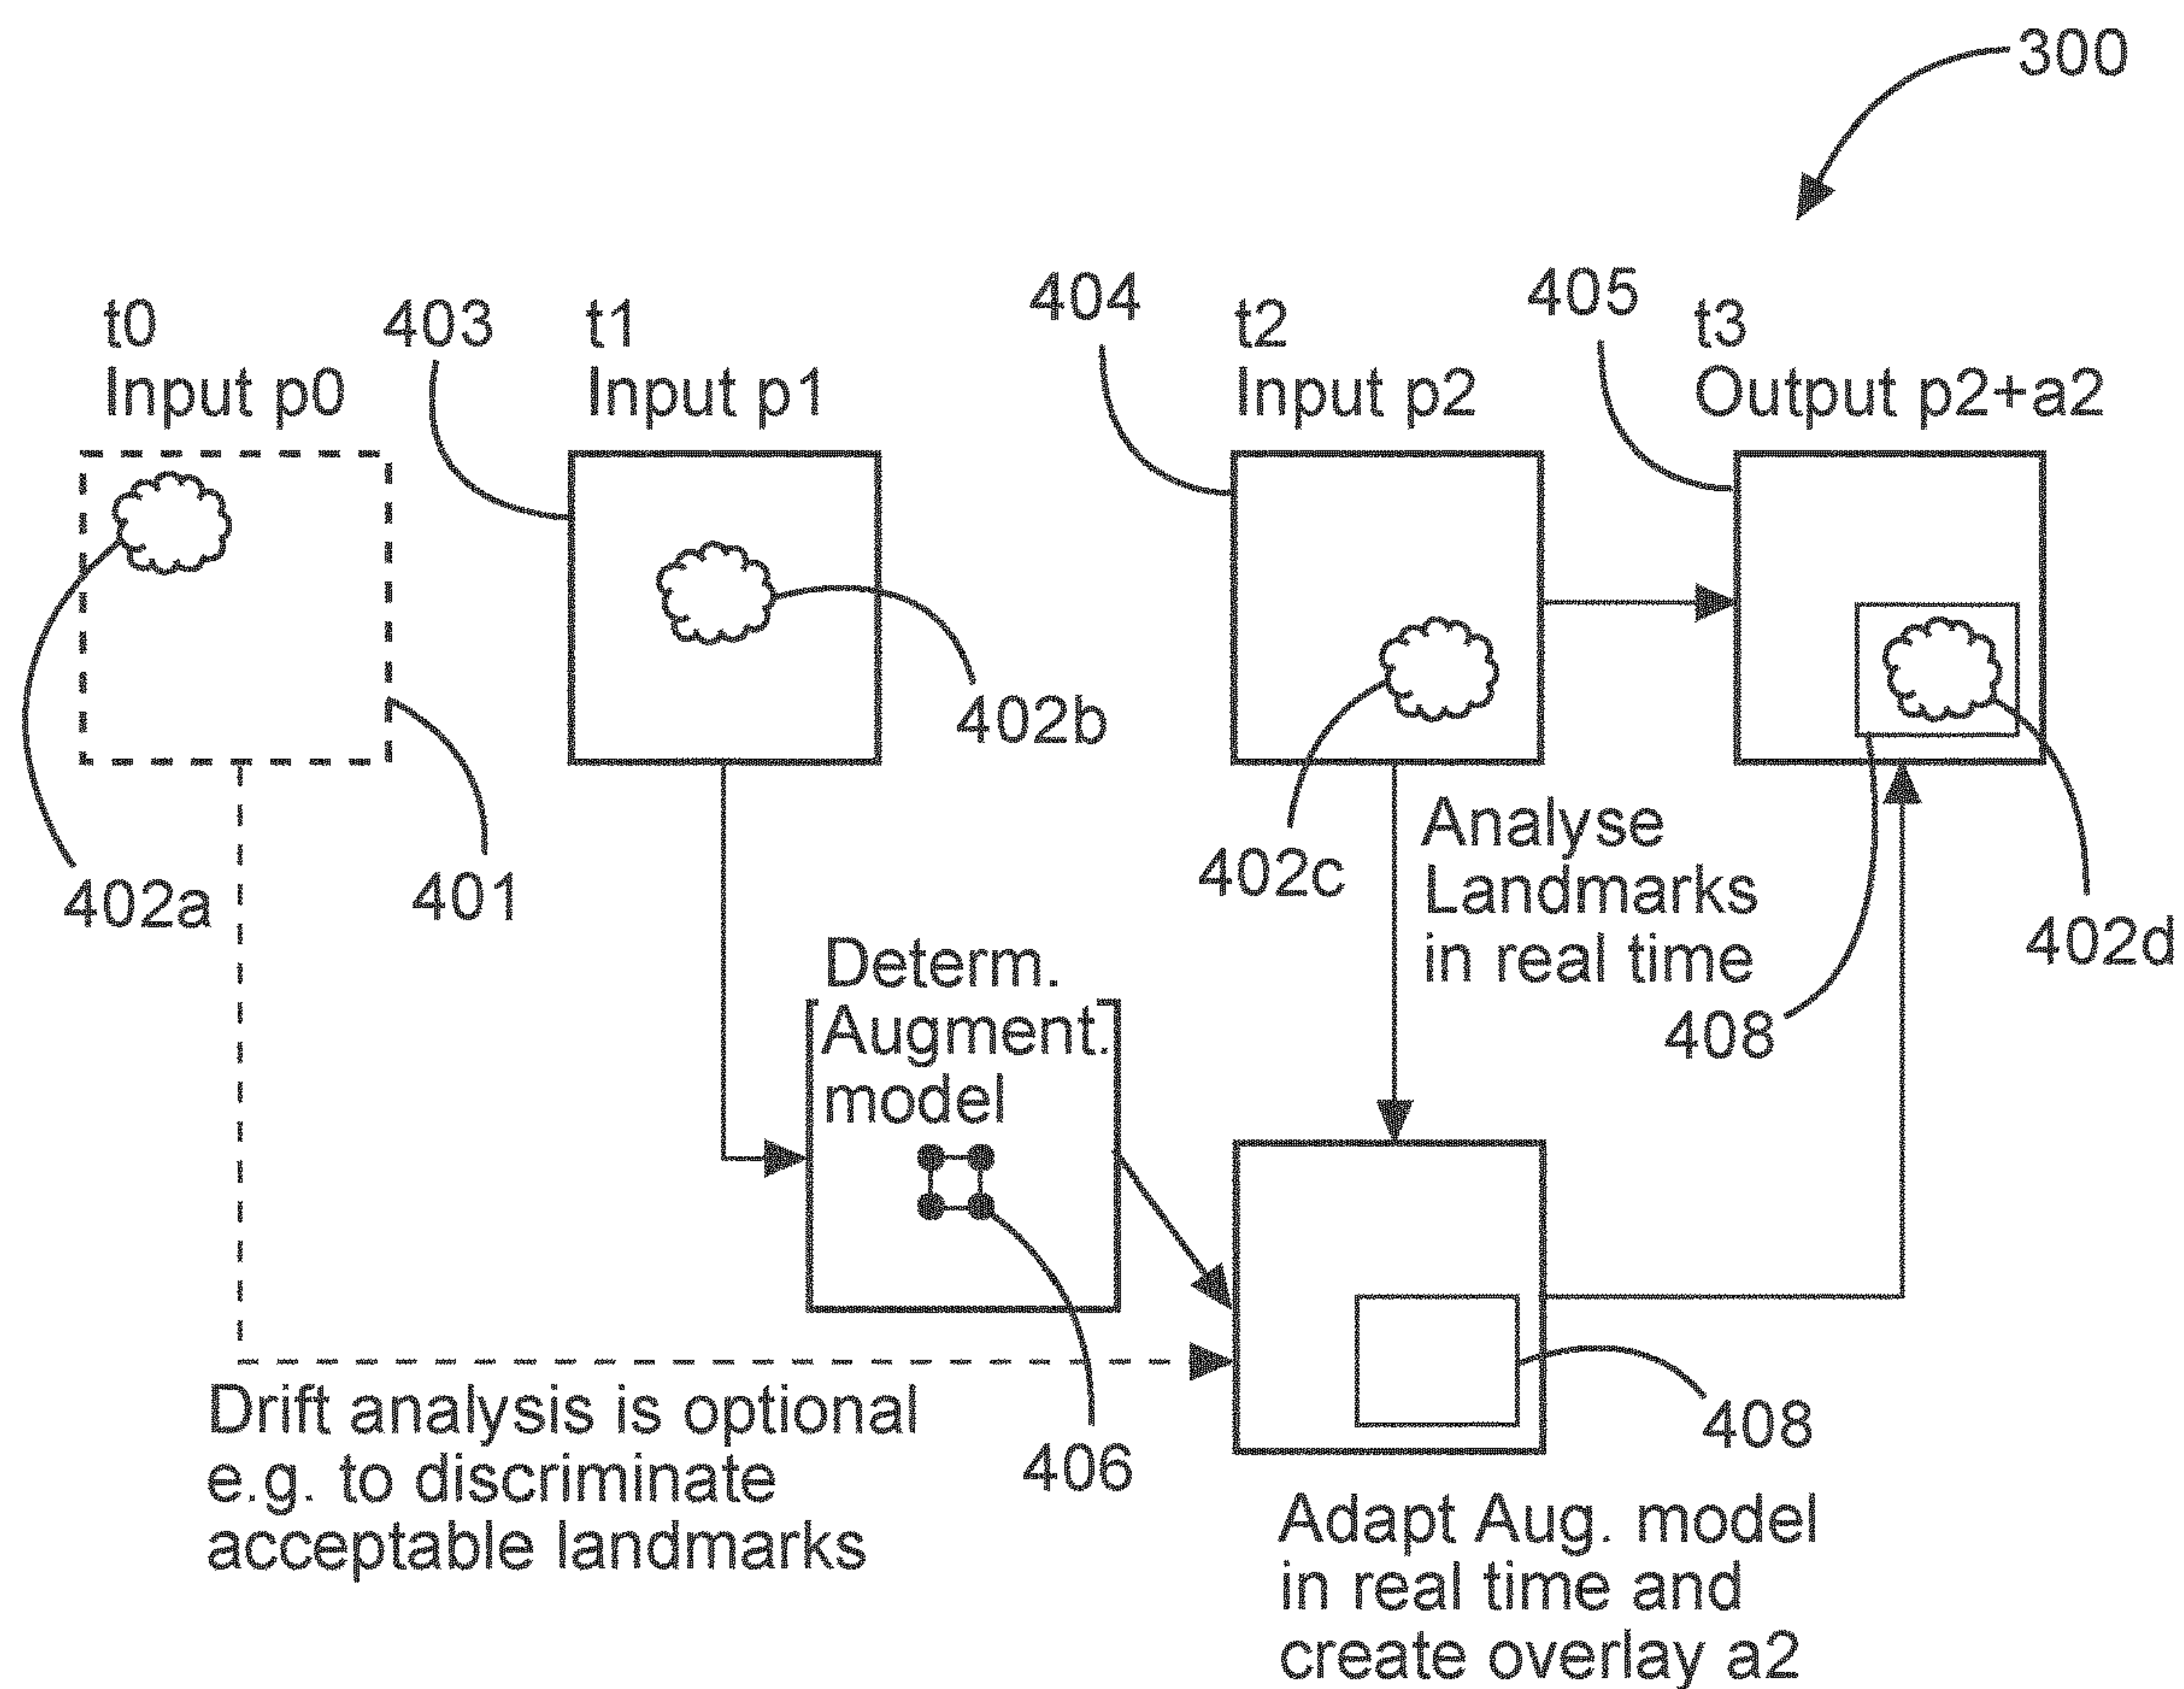 300
t0
Input p0
403
t1
Input p1
404
t2
Input p2
405
t3
Output p2+a2
402a
401
402b
402c
Analyse
Landmarks
in real time
408
402d
Determ.
Augment.
model
406
408
Drift analysis is optional
e.g. to discriminate
acceptable landmarks
Adapt Aug. model
in real time and
create overlay a2